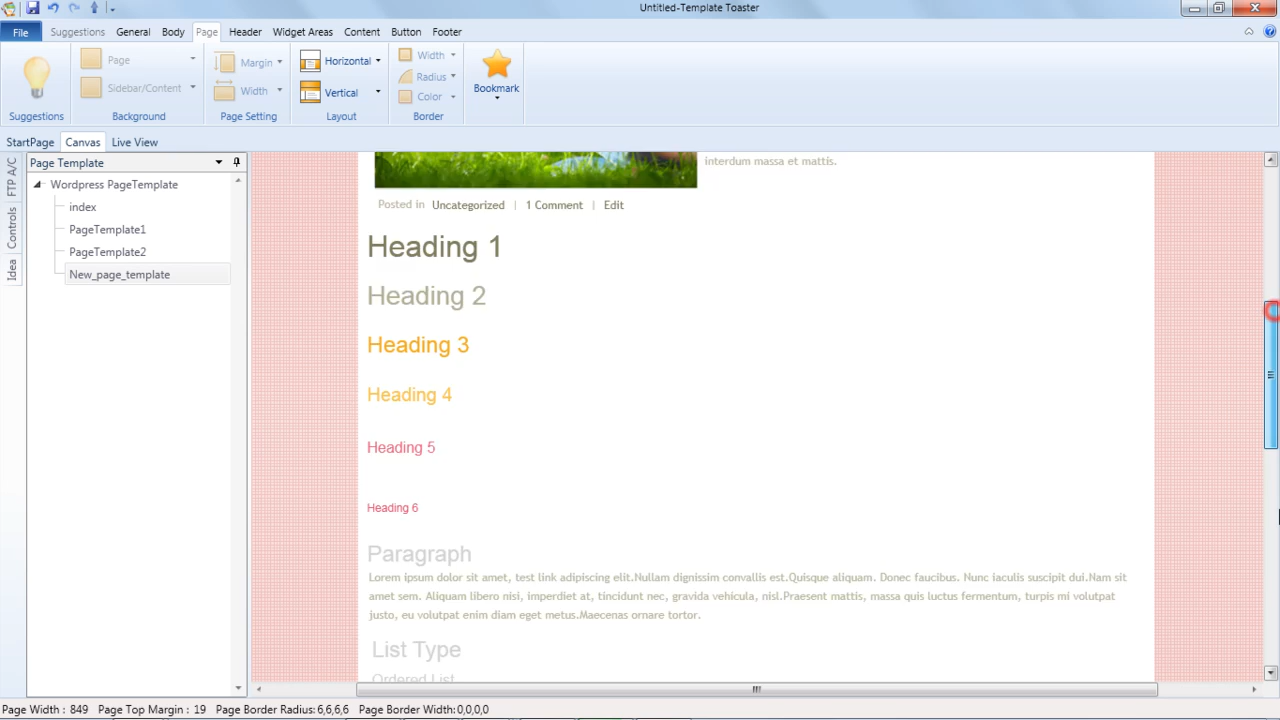 Untitled-Template Toaster
File Suggestions General Body Page Header Widget Areas Content Button Footer
Page
Sidebar/Content
Margin
Width
Horizontal
Vertical
Width
Radius
Color
Bookmark
Suggestions Background Page Setting Layout Border
StartPage Canvas Live View
FTP A/C
Controls
Idea
Page Template
Wordpress PageTemplate
index
PageTemplate1
PageTemplate2
New_page_template
interdum massa et mattis.
Posted in Uncategorized | 1 Comment | Edit
Heading 1
Heading 2
Heading 3
Heading 4
Heading 5
Heading 6
Paragraph
Lorem ipsum dolor sit amet, test link adipiscing elit.Nullam dignissim convallis est.Quisque aliquam. Donec faucibus. Nunc iaculis suscipit dui.Nam sit
amet sem. Aliquam libero nisi, imperdiet at, tincidunt nec, gravida vehicula, nisl.Praesent mattis, massa quis luctus fermentum, turpis mi volutpat
justo, eu volutpat enim diam eget metus.Maecenas ornare tortor.
List Type
Ordered List
Page Width : 849 Page Top Margin : 19 Page Border Radius:6,6,6,6 Page Border Width:0,0,0,0